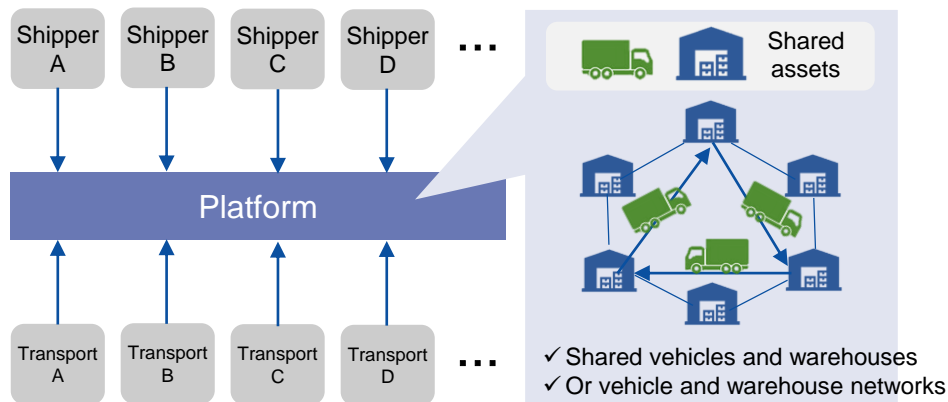 Shipper
A
Shipper
B
Shipper
C
Shipper
D
...
Shared
assets
Platform
Transport
A
Transport
B
Transport
C
Transport
D
...
✓ Shared vehicles and warehouses
✓ Or vehicle and warehouse networks